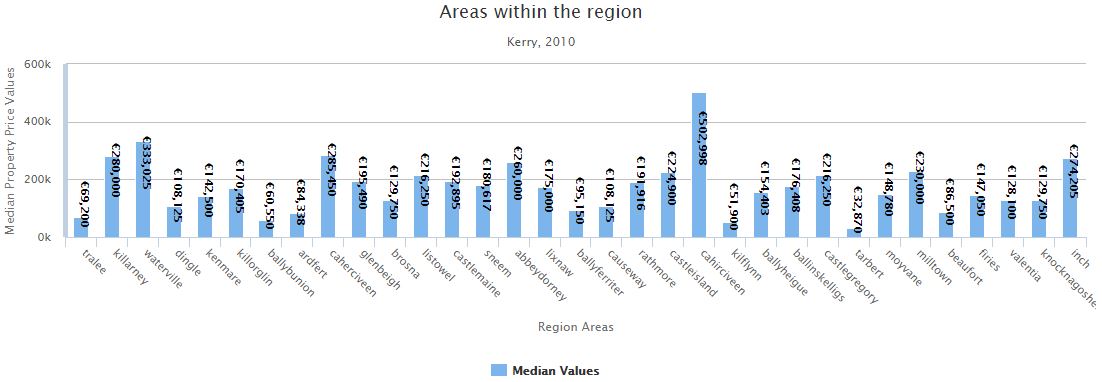 Areas within the region
Kerry, 2010
Median Property Price Values
600k
400k
200k
0k
€69,200
€280,000
€333,025
€108,125
€142,500
€170,405
€60,550
€84,338
€285,450
€195,490
€129,750
€216,250
€192,895
€180,617
€260,000
€175,000
€95,150
€108,125
€191,916
€224,900
€502,998
€51,900
€154,403
€176,408
€216,250
€32,870
€148,780
€230,000
€86,500
€147,050
€128,100
€129,750
€274,205
tralee
killarney
waterville
dingle
kenmare
killorglin
ballybunion
ardfert
caherciveen
glenbeigh
brosna
listowel
castlemaine
sneem
abbeydorney
lixnaw
ballyferriter
causeway
rathmore
castleisland
cahirciveen
kilflynn
ballyheigue
ballinskelligs
castlegregory
tarbert
moyvane
milltown
beaufort
firies
valentia
knocknagoshe
inch
Region Areas
Median Values